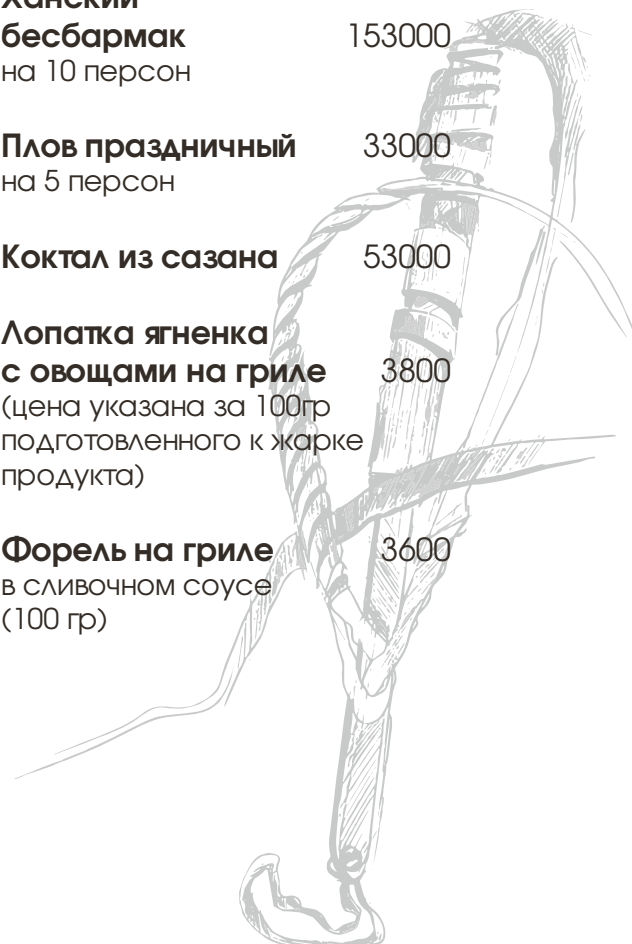 Ханский
бесбармак 153000
на 10 персон
Плов праздничный 33000
на 5 персон
Коктал из сазана 53000
Лопатка ягненка
с овощами на гриле 3800
(цена указана за 100гр
подготовленного к жарке
продукта)
Форель на гриле 3600
в сливочном соусе
(100 гр)